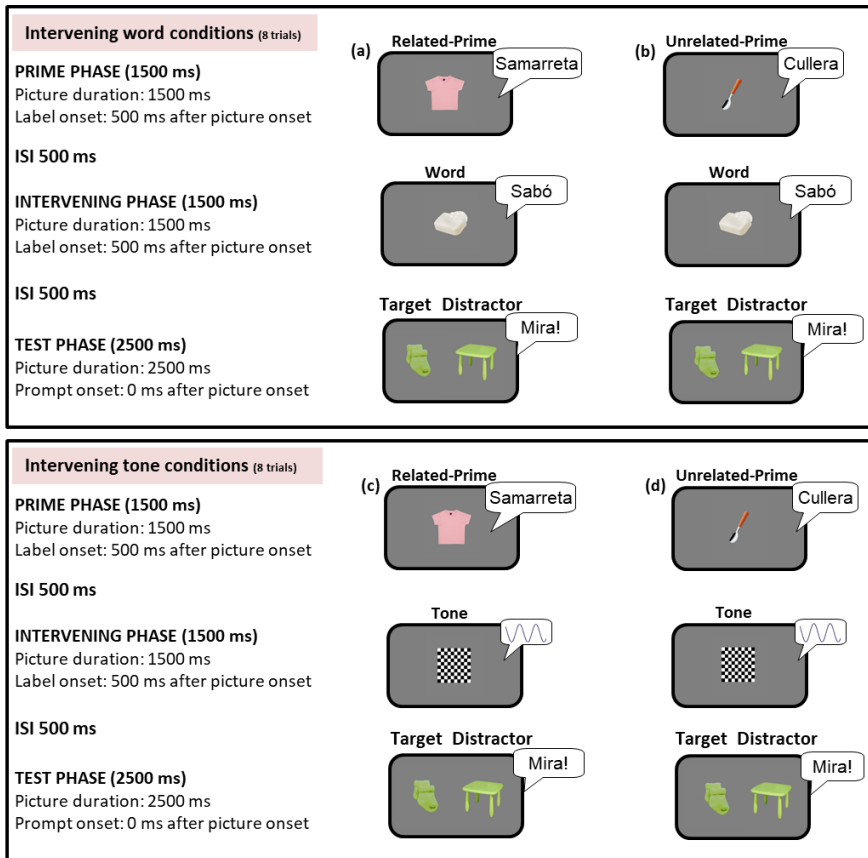 Intervening word conditions (8 trials)
PRIME PHASE (1500 ms)
Picture duration: 1500 ms
Label onset: 500 ms after picture onset
ISI 500 ms
INTERVENING PHASE (1500 ms)
Picture duration: 1500 ms
Label onset: 500 ms after picture onset
ISI 500 ms
TEST PHASE (2500 ms)
Picture duration: 2500 ms
Prompt onset: 0 ms after picture onset
(a) Related-Prime
Samarreta
Word
Sabó
Target Distractor
Mira!
(b) Unrelated-Prime
Cullera
Word
Sabó
Target Distractor
Mira!
Intervening tone conditions (8 trials)
PRIME PHASE (1500 ms)
Picture duration: 1500 ms
Label onset: 500 ms after picture onset
ISI 500 ms
INTERVENING PHASE (1500 ms)
Picture duration: 1500 ms
Label onset: 500 ms after picture onset
ISI 500 ms
TEST PHASE (2500 ms)
Picture duration: 2500 ms
Prompt onset: 0 ms after picture onset
(c) Related-Prime
Samarreta
Tone
Target Distractor
Mira!
(d) Unrelated-Prime
Cullera
Tone
Target Distractor
Mira!